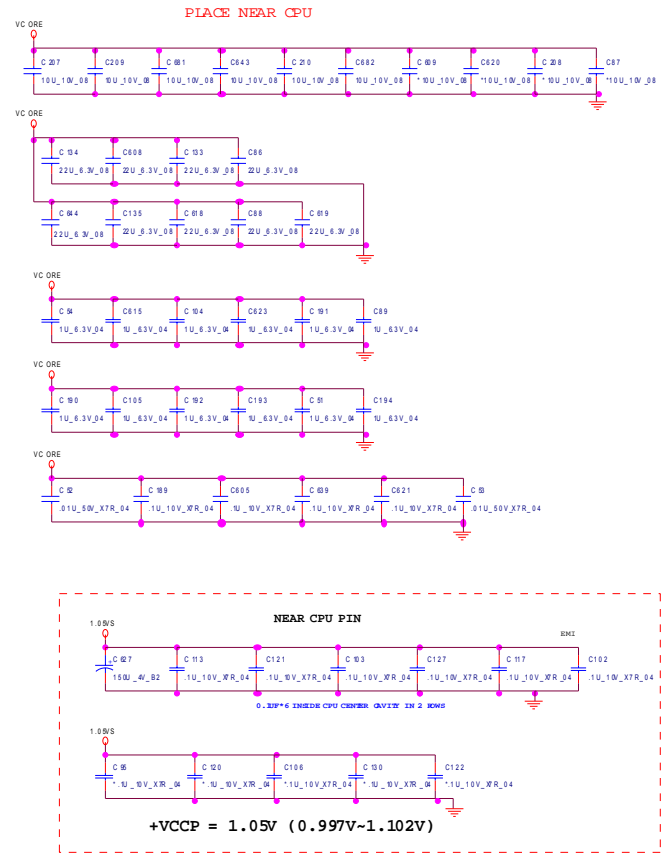 PLACE NEAR CPU
VCORE
C207 C209 C681 C643 C210 C682 C609 C620 C208 C87
10U_10V_08 10U_10V_08 10U_10V_08 10U_10V_08 10U_10V_08 10U_10V_08 *10U_10V_08 *10U_10V_08 *10U_10V_08 *10U_10V_08
VCORE
C134 C608 C133 C86
22U_6.3V_08 22U_6.3V_08 22U_6.3V_08 22U_6.3V_08
C644 C135 C618 C88 C619
22U_6.3V_08 22U_6.3V_08 22U_6.3V_08 22U_6.3V_08 22U_6.3V_08
VCORE
C54 C615 C104 C623 C191 C89
1U_6.3V_04 1U_6.3V_04 1U_6.3V_04 1U_6.3V_04 1U_6.3V_04 1U_6.3V_04
VCORE
C190 C105 C192 C193 C51 C194
1U_6.3V_04 1U_6.3V_04 1U_6.3V_04 1U_6.3V_04 1U_6.3V_04 1U_6.3V_04
VCORE
C52 C189 C605 C639 C621 C53
.01U_50V_X7R_04 .1U_10V_X7R_04 .1U_10V_X7R_04 .1U_10V_X7R_04 .1U_10V_X7R_04 .01U_50V_X7R_04
NEAR CPU PIN
1.05VS
EMI
+ C627 C113 C121 C103 C127 C117 C102
150U_4V_B2 .1U_10V_X7R_04 .1U_10V_X7R_04 .1U_10V_X7R_04 .1U_10V_X7R_04 .1U_10V_X7R_04 .1U_10V_X7R_04
0.1UF*6 INSIDE CPU CENTER CAVITY IN 2 ROWS
1.05VS
C95 C120 C106 C130 C122
*.1U_10V_X7R_04 *.1U_10V_X7R_04 *.1U_10V_X7R_04 *.1U_10V_X7R_04 *.1U_10V_X7R_04
+VCCP = 1.05V (0.997V~1.102V)